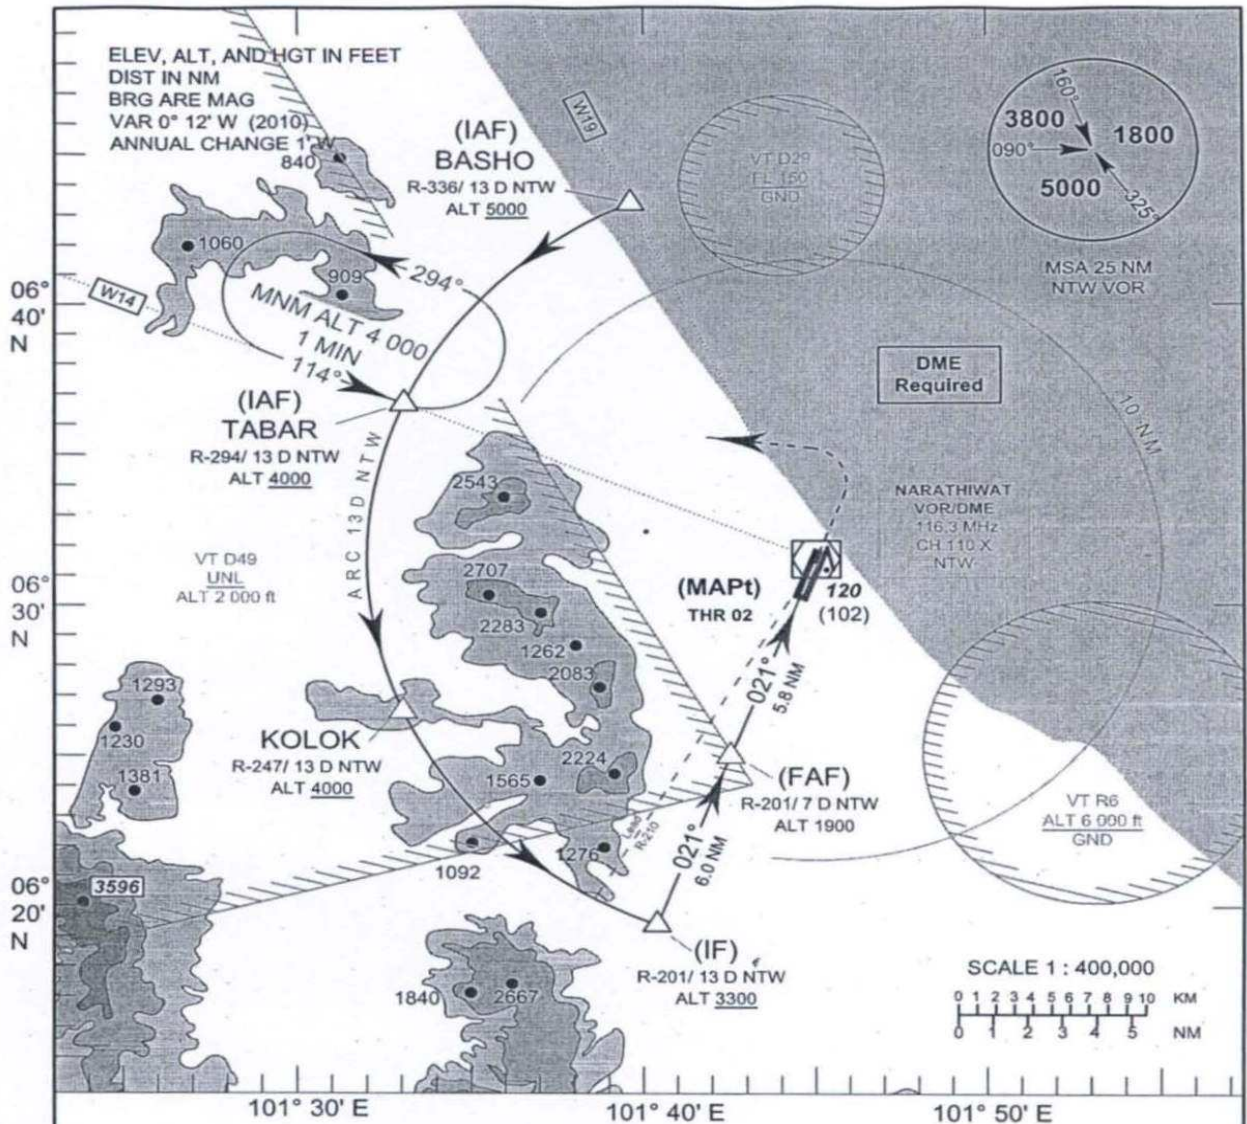 ELEV, ALT, AND HGT IN FEET
DIST IN NM
BRG ARE MAG
VAR 0° 12' W (2010)
ANNUAL CHANGE 1' W
840
(IAF)
BASHO
R-336/ 13 D NTW
ALT 5000
W19
VT D29
FL 150
GND
160°
3800
1800
090°
5000
325°
MSA 25 NM
NTW VOR
1060
909
294°
MNM ALT 4 000
1 MIN
114°
W14
06°
40'
N
DME
Required
10 NM
(IAF)
TABAR
R-294/ 13 D NTW
ALT 4000
ARC 13 D NTW
2543
NARATHIWAT
VOR/DME
116.3 MHz
CH.110 X
NTW
VT D49
UNL
ALT 2 000 ft
2707
2283
1262
2083
(MAPt)
THR 02
120
(102)
06°
30'
N
021°
5.8 NM
1293
1230
1381
KOLOK
R-247/ 13 D NTW
ALT 4000
1565
2224
(FAF)
R-201/ 7 D NTW
ALT 1900
VT R6
ALT 6 000 ft
GND
Lead
R-210
1276
1092
021°
6.0 NM
3596
06°
20'
N
(IF)
R-201/ 13 D NTW
ALT 3300
1840
2667
SCALE 1 : 400,000
0 1 2 3 4 5 6 7 8 9 10 KM
0 1 2 3 4 5 NM
101° 30' E
101° 40' E
101° 50' E